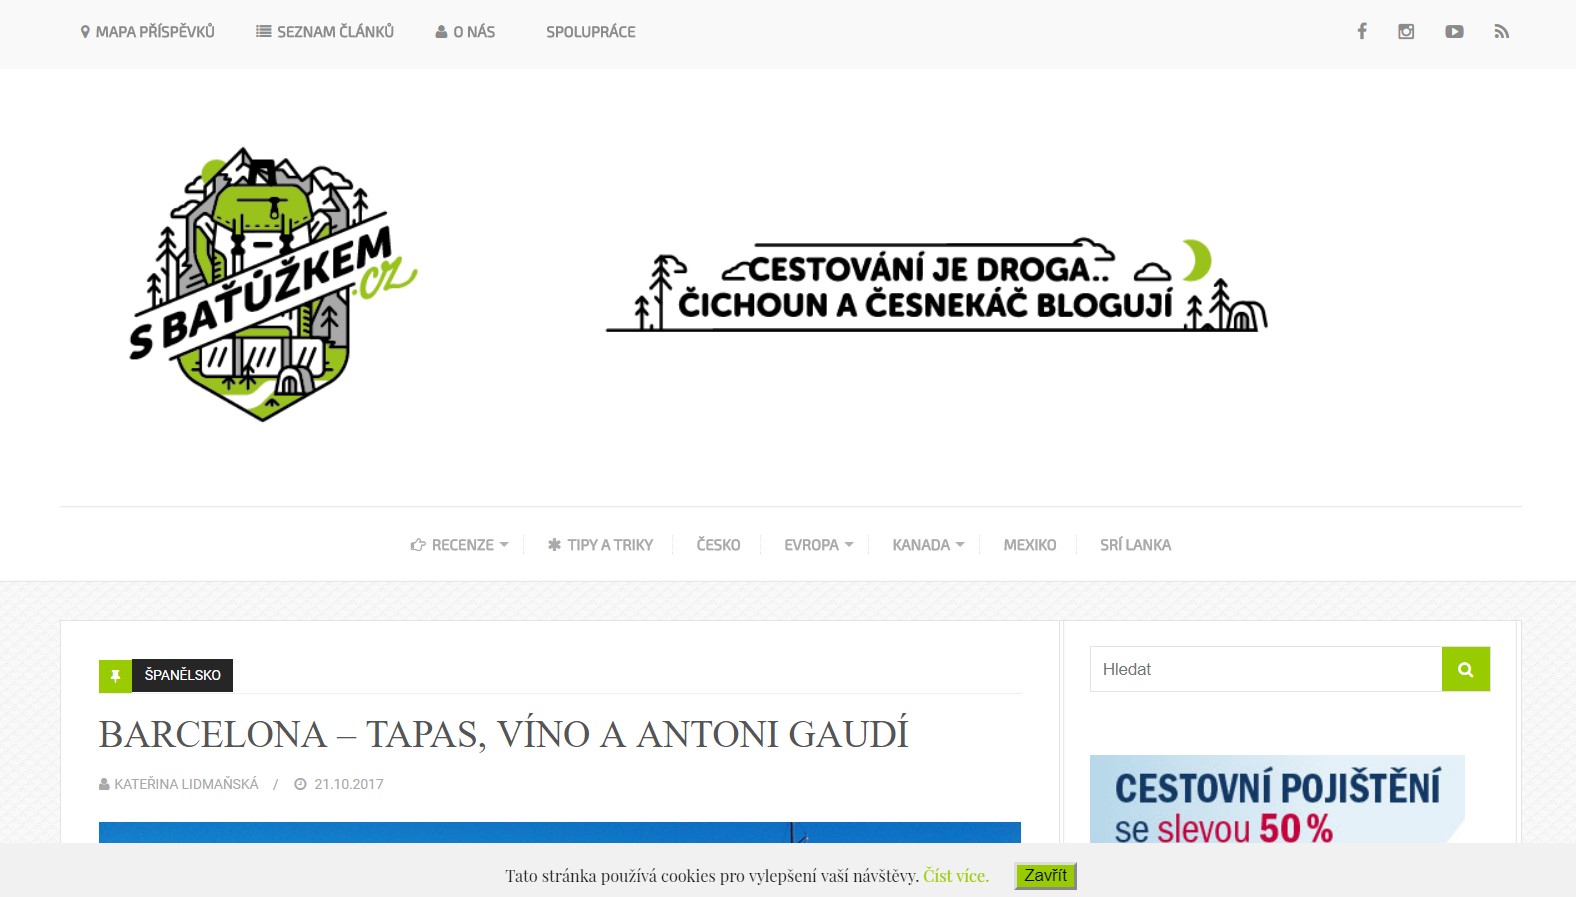 MAPA PŘÍSPĚVKŮ
SEZNAM ČLÁNKŮ
O NÁS
SPOLUPRÁCE
S BAŤŮŽKEM.CZ
CESTOVÁNÍ JE DROGA..
ČICHOUN A ČESNEKÁČ BLOGUJÍ
RECENZE
TIPY A TRIKY
ČESKO
EVROPA
KANADA
MEXIKO
SRÍ LANKA
ŠPANĚLSKO
BARCELONA – TAPAS, VÍNO A ANTONI GAUDÍ
KATEŘINA LIDMAŇSKÁ / 21.10.2017
Hledat
CESTOVNÍ POJIŠTĚNÍ
se slevou 50 %
Tato stránka používá cookies pro vylepšení vaší návštěvy. Číst více.
Zavřít